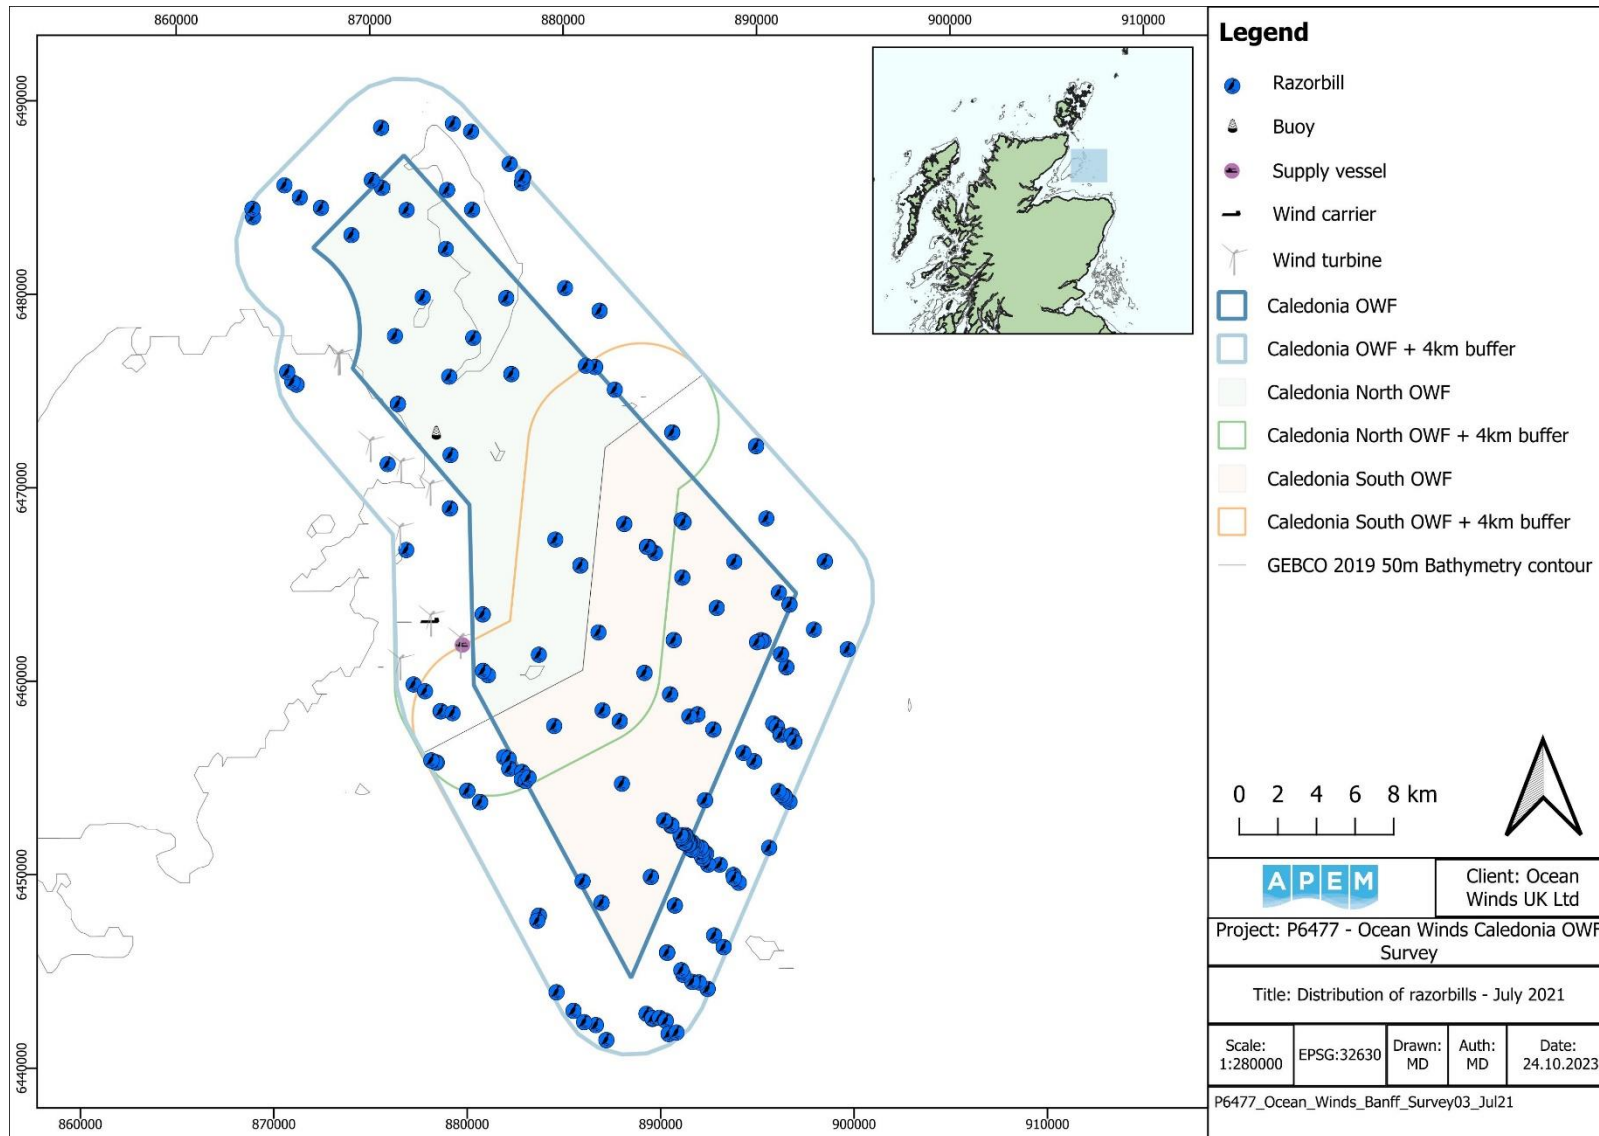 860000 870000 880000 890000 900000 910000
6490000
6480000
6470000
6460000
6450000
6440000
860000 870000 880000 890000 900000 910000
Legend
Razorbill
Buoy
Supply vessel
Wind carrier
Wind turbine
Caledonia OWF
Caledonia OWF + 4km buffer
Caledonia North OWF
Caledonia North OWF + 4km buffer
Caledonia South OWF
Caledonia South OWF + 4km buffer
GEBCO 2019 50m Bathymetry contour
0 2 4 6 8 km
APEM
Client: Ocean
Winds UK Ltd
Project: P6477 - Ocean Winds Caledonia OWF
Survey
Title: Distribution of razorbills - July 2021
Scale:
1:280000
EPSG:32630
Drawn:
MD
Auth:
MD
Date:
24.10.2023
P6477_Ocean_Winds_Banff_Survey03_Jul21